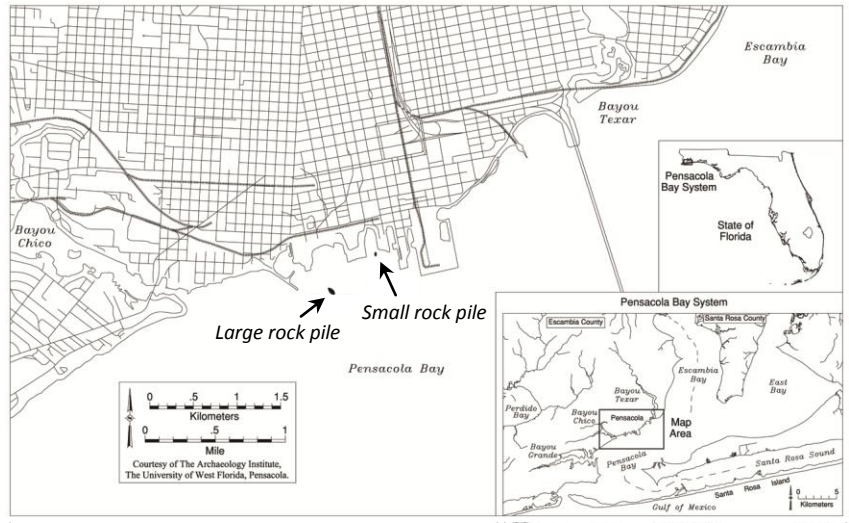 Escambia
Bay
Bayou
Texar
Pensacola
Bay System
State of
Florida
Bayou
Chico
Large rock pile
Small rock pile
Pensacola Bay
0 .5 1 1.5
Kilometers
0 .5 1
Mile
Courtesy of The Archaeology Institute,
The University of West Florida, Pensacola.
Pensacola Bay System
Escambia County
Santa Rosa County
Escambia
Bay
East
Bay
Bayou
Texar
Perdido
Bay
Bayou
Chico
Pensacola
Map
Area
Bayou
Grande
Pensacola
Bay
Santa Rosa Sound
Santa Rosa Island
Gulf of Mexico
0 5
Kilometers